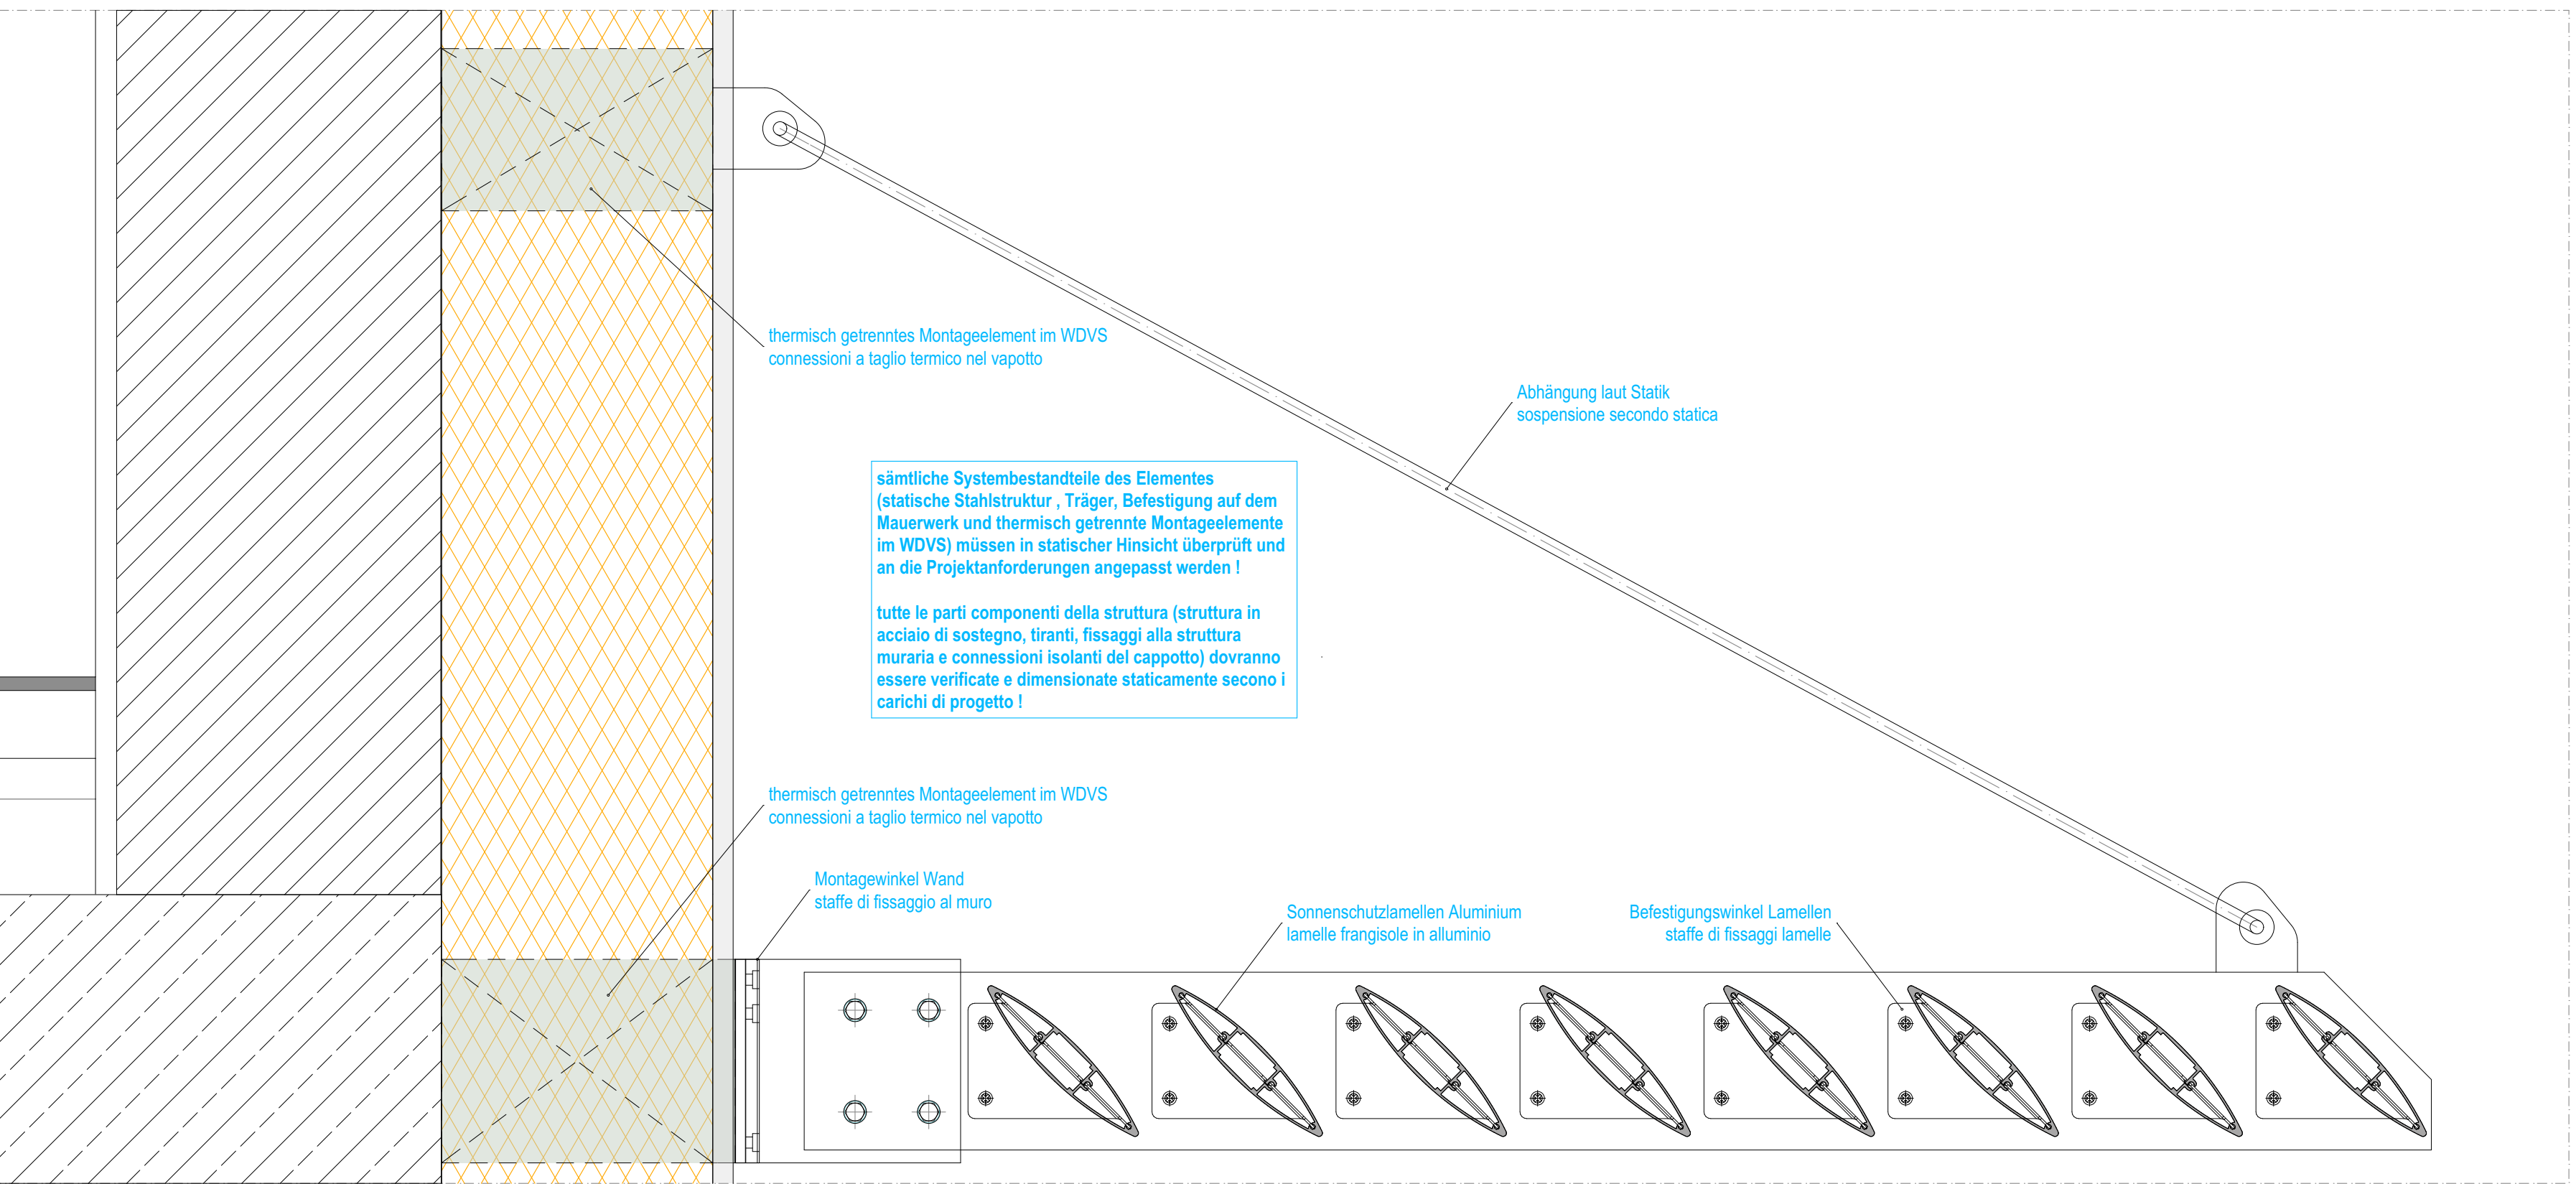 thermisch getrenntes Montageelement im WDVS
connessioni a taglio termico nel vapotto
Abhängung laut Statik
sospensione secondo statica
sämtliche Systembestandteile des Elementes
(statische Stahlstruktur , Träger, Befestigung auf dem
Mauerwerk und thermisch getrennte Montageelemente
im WDVS) müssen in statischer Hinsicht überprüft und
an die Projektanforderungen angepasst werden !
tutte le parti componenti della struttura (struttura in
acciaio di sostegno, tiranti, fissaggi alla struttura
muraria e connessioni isolanti del cappotto) dovranno
essere verificate e dimensionate staticamente secono i
carichi di progetto !
thermisch getrenntes Montageelement im WDVS
connessioni a taglio termico nel vapotto
Montagewinkel Wand
staffe di fissaggio al muro
Sonnenschutzlamellen Aluminium
lamelle frangisole in alluminio
Befestigungswinkel Lamellen
staffe di fissaggi lamelle